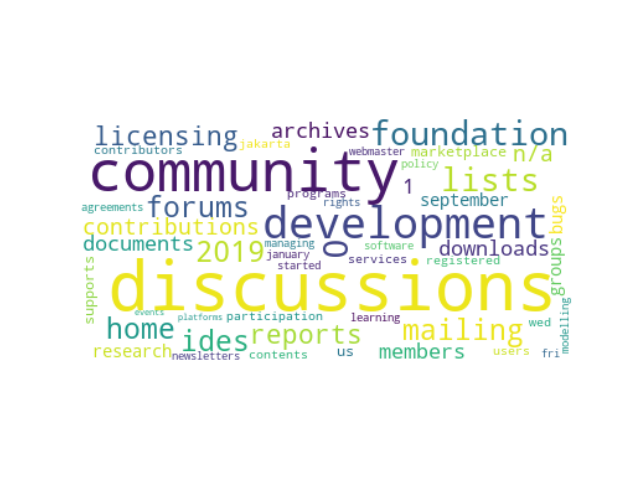 licensing archives foundation
contributors jakarta webmaster marketplace n/a
community policy lists
programs 1
agreements forums rights september
contributions development bugs
documents 2019 managing 0 software downloads groups
january services registered
supports started
discussions
events platforms participation learning modelling
home ides reports mailing wed
research newsletters contents us members users fri